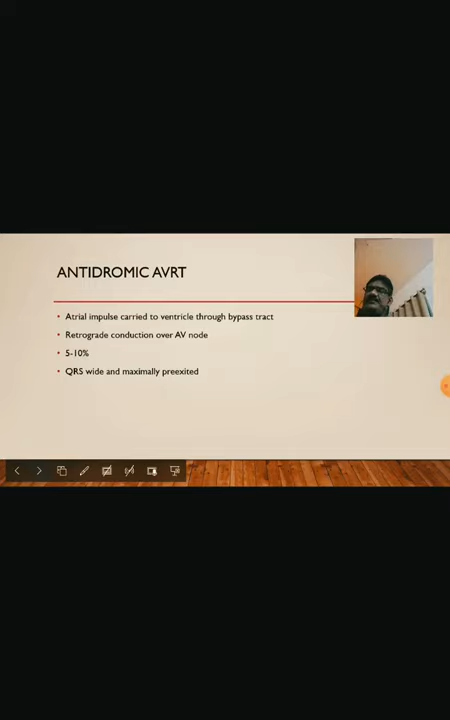 ANTIDROMIC AVRT
• Atrial impulse carried to ventricle through bypass tract
• Retrograde conduction over AV node
• 5-10%
• QRS wide and maximally preexited